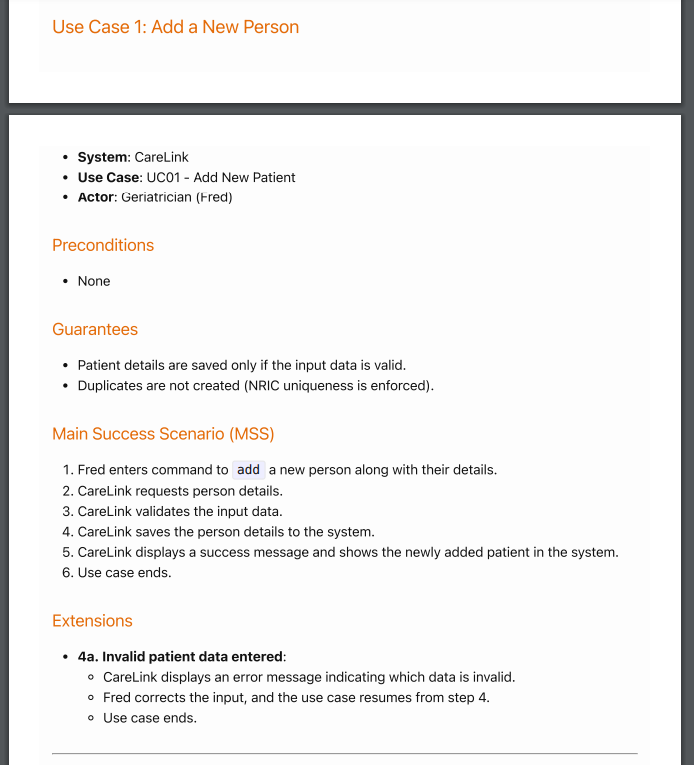 Use Case 1: Add a New Person
• System: CareLink
• Use Case: UC01 - Add New Patient
• Actor: Geriatrician (Fred)
Preconditions
• None
Guarantees
• Patient details are saved only if the input data is valid.
• Duplicates are not created (NRIC uniqueness is enforced).
Main Success Scenario (MSS)
1. Fred enters command to add a new person along with their details.
2. CareLink requests person details.
3. CareLink validates the input data.
4. CareLink saves the person details to the system.
5. CareLink displays a success message and shows the newly added patient in the system.
6. Use case ends.
Extensions
• 4a. Invalid patient data entered:
◦ CareLink displays an error message indicating which data is invalid.
◦ Fred corrects the input, and the use case resumes from step 4.
◦ Use case ends.